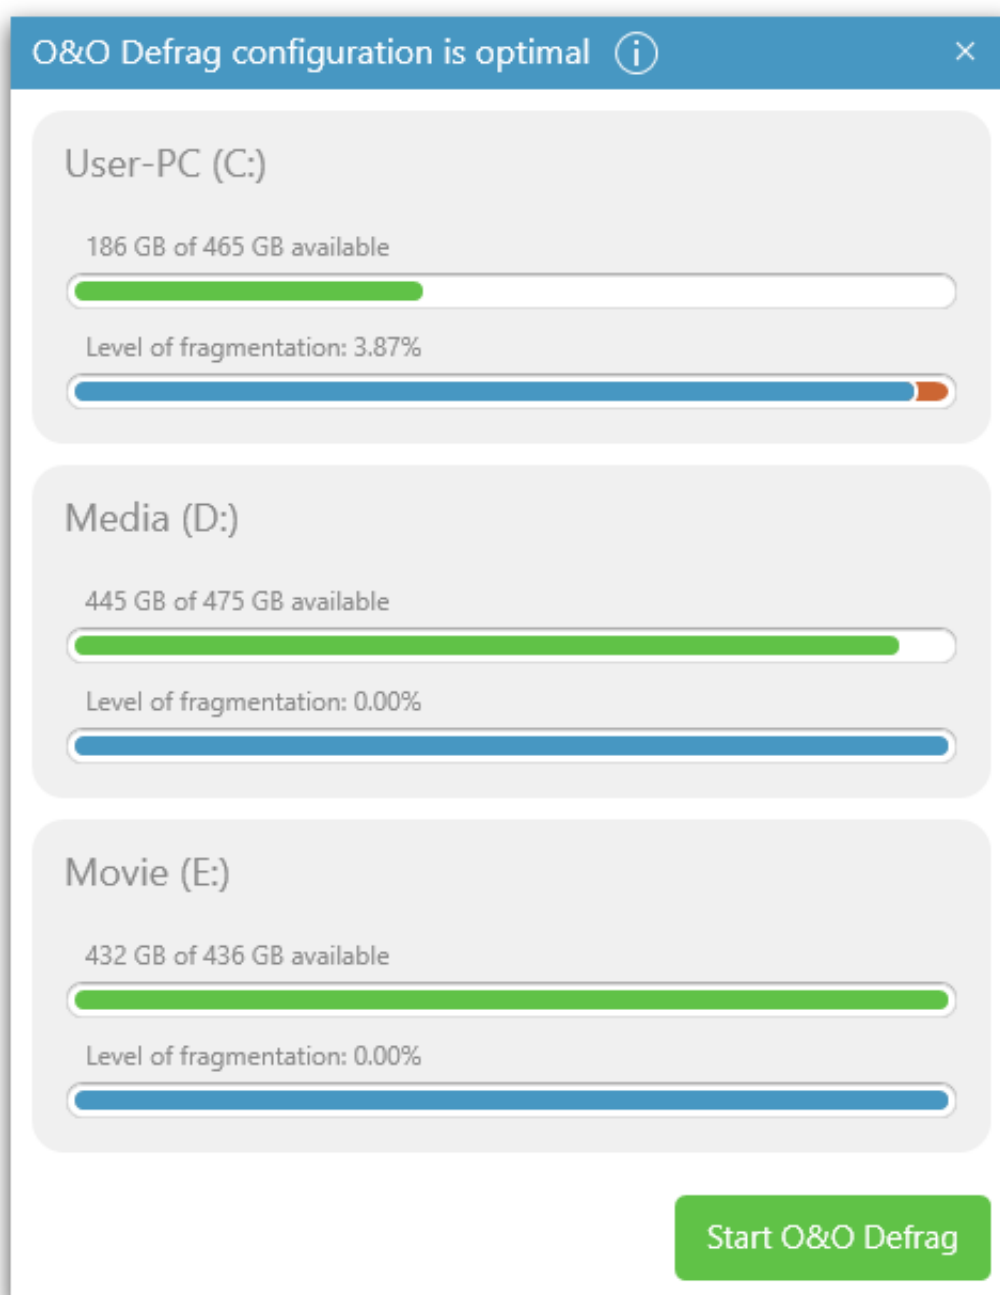 O&O Defrag configuration is optimal
User-PC (C:)
186 GB of 465 GB available
Level of fragmentation: 3.87%
Media (D:)
445 GB of 475 GB available
Level of fragmentation: 0.00%
Movie (E:)
432 GB of 436 GB available
Level of fragmentation: 0.00%
Start O&O Defrag